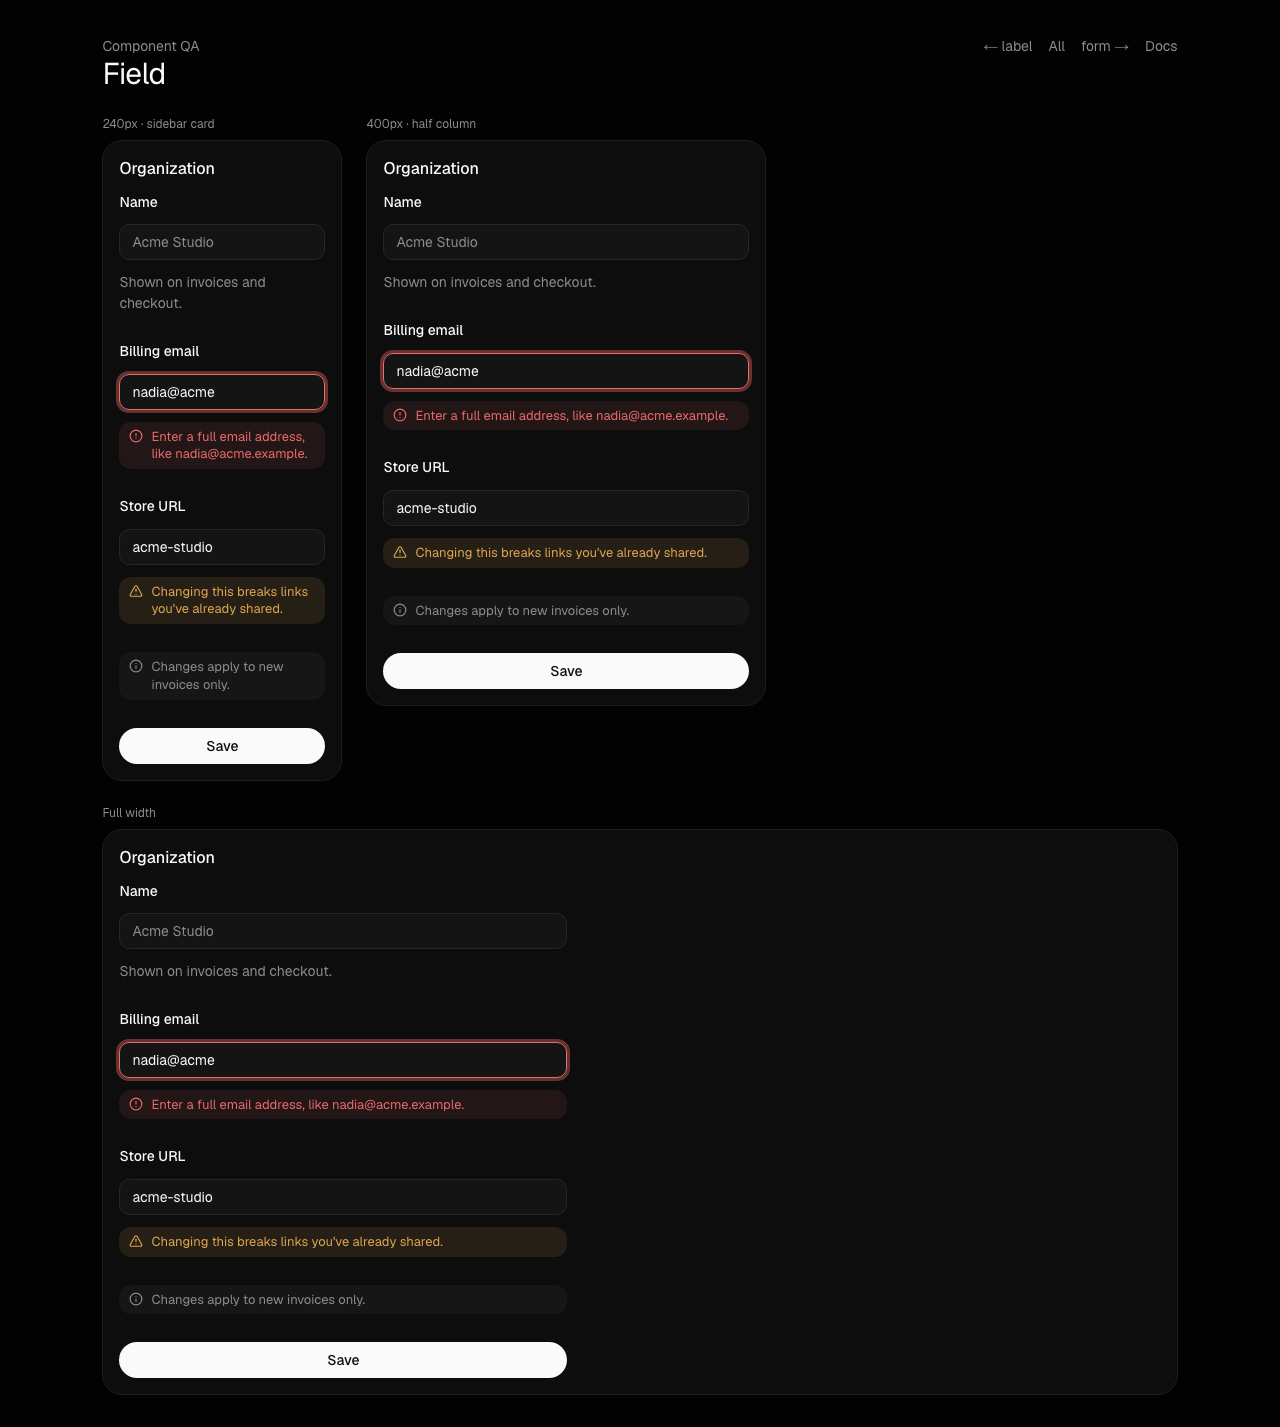 Component QA
← label All form → Docs
Field
240px · sidebar card
Organization
Name
Acme Studio
Shown on invoices and
checkout.
Billing email
nadia@acme
Enter a full email address,
like nadia@acme.example.
Store URL
acme-studio
Changing this breaks links
you've already shared.
Changes apply to new
invoices only.
Save
400px · half column
Organization
Name
Acme Studio
Shown on invoices and checkout.
Billing email
nadia@acme
Enter a full email address, like nadia@acme.example.
Store URL
acme-studio
Changing this breaks links you've already shared.
Changes apply to new invoices only.
Save
Full width
Organization
Name
Acme Studio
Shown on invoices and checkout.
Billing email
nadia@acme
Enter a full email address, like nadia@acme.example.
Store URL
acme-studio
Changing this breaks links you've already shared.
Changes apply to new invoices only.
Save